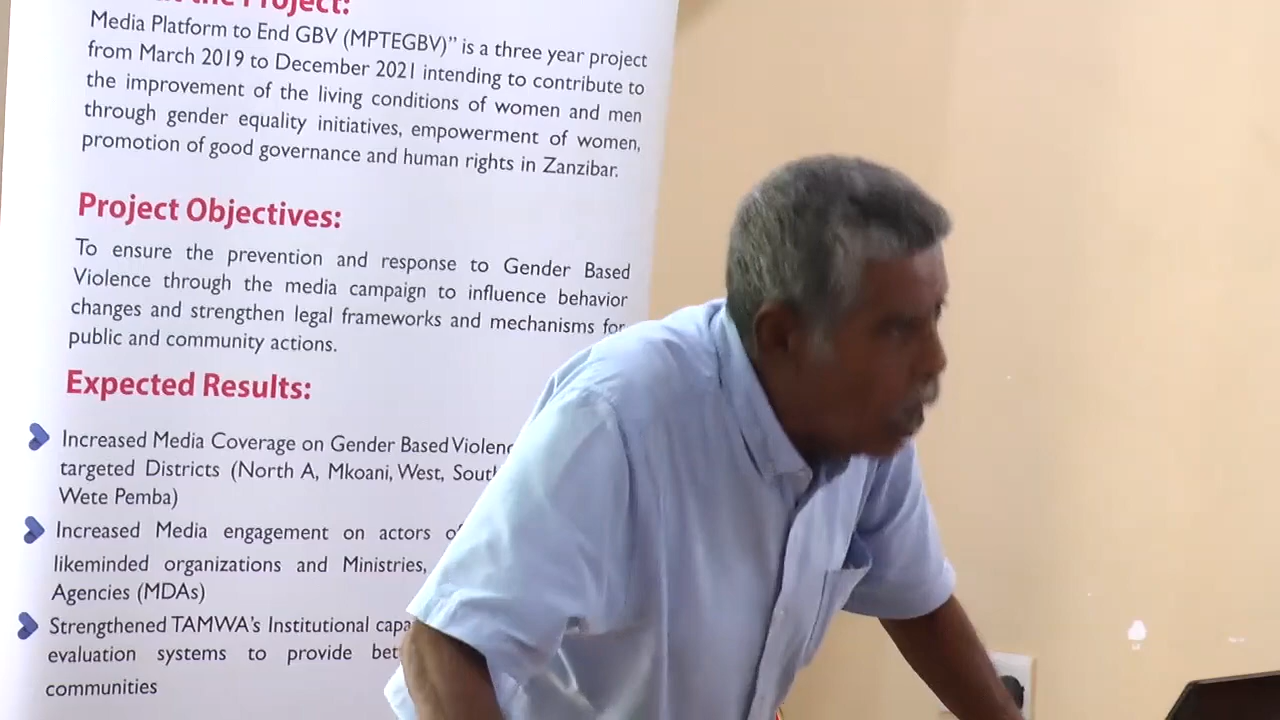 the Project:
Media Platform to End GBV (MPTEGBV)” is a three year project
from March 2019 to December 2021 intending to contribute to
the improvement of the living conditions of women and men
through gender equality initiatives, empowerment of women,
promotion of good governance and human rights in Zanzibar.
Project Objectives:
To ensure the prevention and response to Gender Based
Violence through the media campaign to influence behavior
changes and strengthen legal frameworks and mechanisms for
public and community actions.
Expected Results:
Increased Media Coverage on Gender Based
targeted Districts (North A, Mkoani, West,
Wete Pemba)
Increased Media engagement on actors
likeminded organizations and Ministries,
Agencies (MDAs)
Strengthened TAMWA’s Institutional
evaluation systems to provide
communities